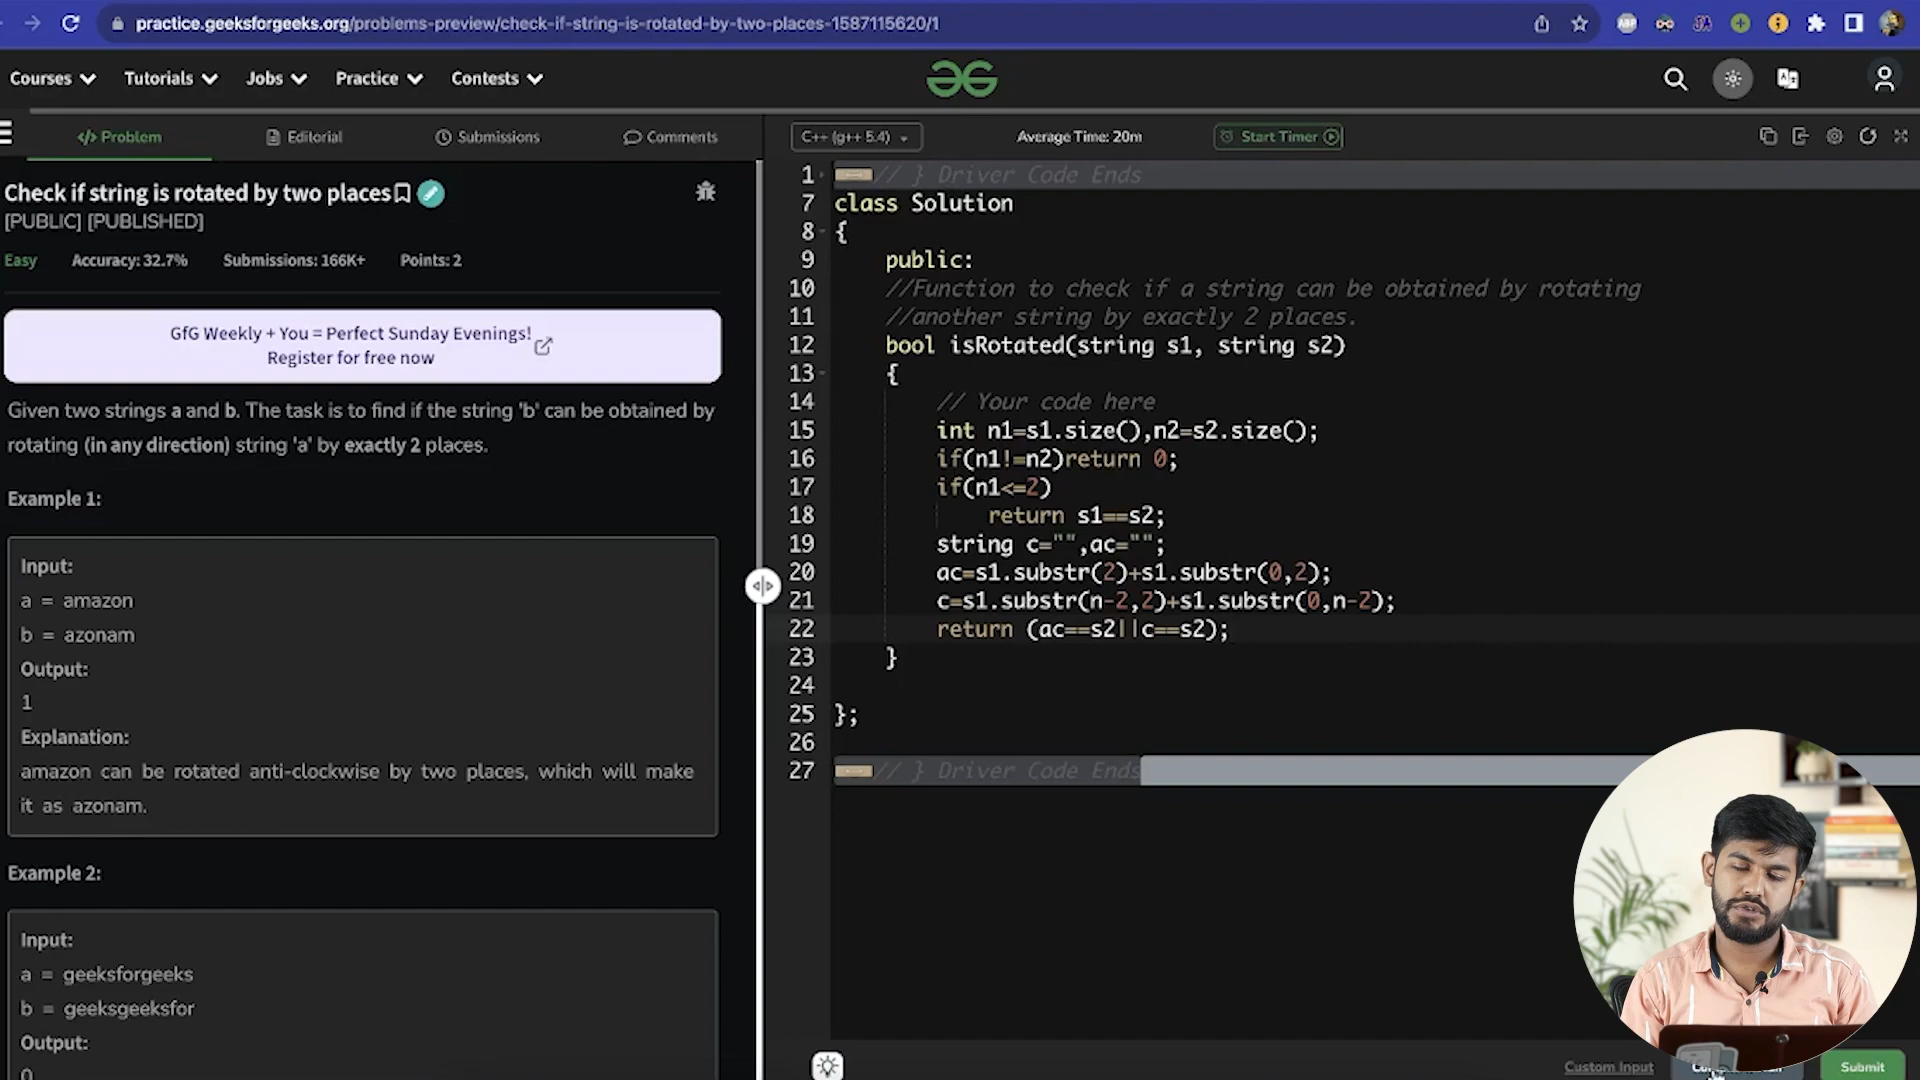 practice.geeksforgeeks.org/problems-preview/check-if-string-is-rotated-by-two-places-1587115620/1
ABP
Courses
Tutorials
Jobs
Practice
Contests
</> Problem
Editorial
Submissions
Comments
C++ (g++ 5.4)
Average Time: 20m
Start Timer
Check if string is rotated by two places
[PUBLIC] [PUBLISHED]
Easy Accuracy: 32.7% Submissions: 166K+ Points: 2
GfG Weekly + You = Perfect Sunday Evenings!
Register for free now
Given two strings a and b. The task is to find if the string 'b' can be obtained by
rotating (in any direction) string 'a' by exactly 2 places.
Example 1:
Input:
a = amazon
b = azonam
Output:
1
Explanation:
amazon can be rotated anti-clockwise by two places, which will make
it as azonam.
Example 2:
Input:
a = geeksforgeeks
b = geeksgeeksfor
Output:
0
1 // } Driver Code Ends
7 class Solution
8 {
9 public:
10 //Function to check if a string can be obtained by rotating
11 //another string by exactly 2 places.
12 bool isRotated(string s1, string s2)
13 {
14 // Your code here
15 int n1=s1.size(),n2=s2.size();
16 if(n1!=n2)return 0;
17 if(n1<=2)
18 return s1==s2;
19 string c="",ac="";
20 ac=s1.substr(2)+s1.substr(0,2);
21 c=s1.substr(n-2,2)+s1.substr(0,n-2);
22 return (ac==s2||c==s2);
23 }
24
25 };
26
27 // } Driver Code Ends
Custom Input
Submit